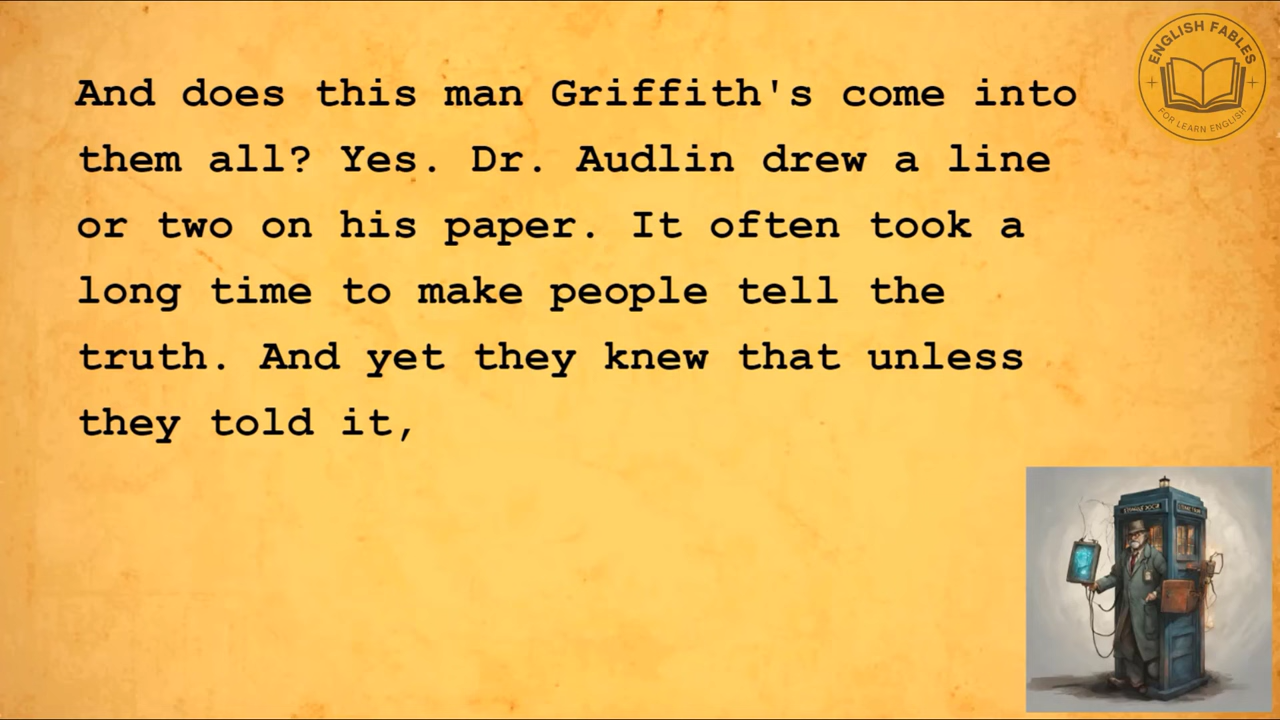 And does this man Griffith's come into
them all? Yes. Dr. Audlin drew a line
or two on his paper. It often took a
long time to make people tell the
truth. And yet they knew that unless
they told it,
ENGLISH FABLES
FOR LEARN ENGLISH